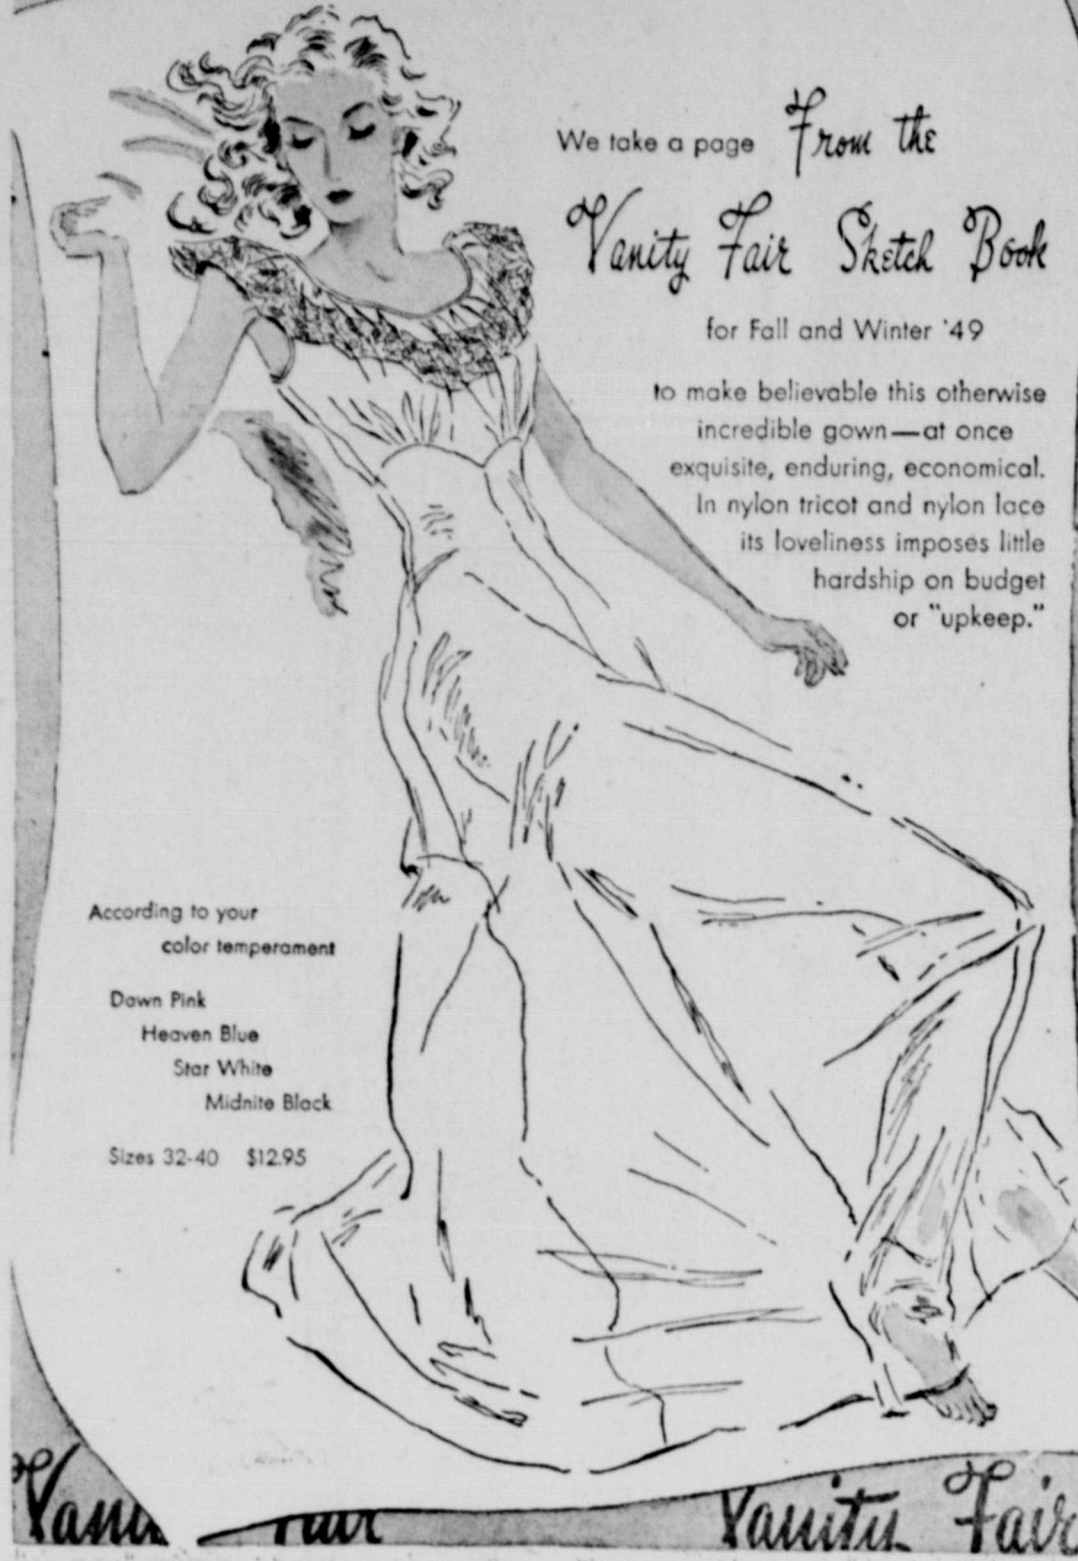 We take a page From the
Vanity Fair Sketch Book
for Fall and Winter '49
to make believable this otherwise
incredible gown—at once
exquisite, enduring, economical.
In nylon tricot and nylon lace
its loveliness imposes little
hardship on budget
or "upkeep."
According to your
color temperament
Dawn Pink
Heaven Blue
Star White
Midnite Black
Sizes 32-40 $12.95
Vanity Fair